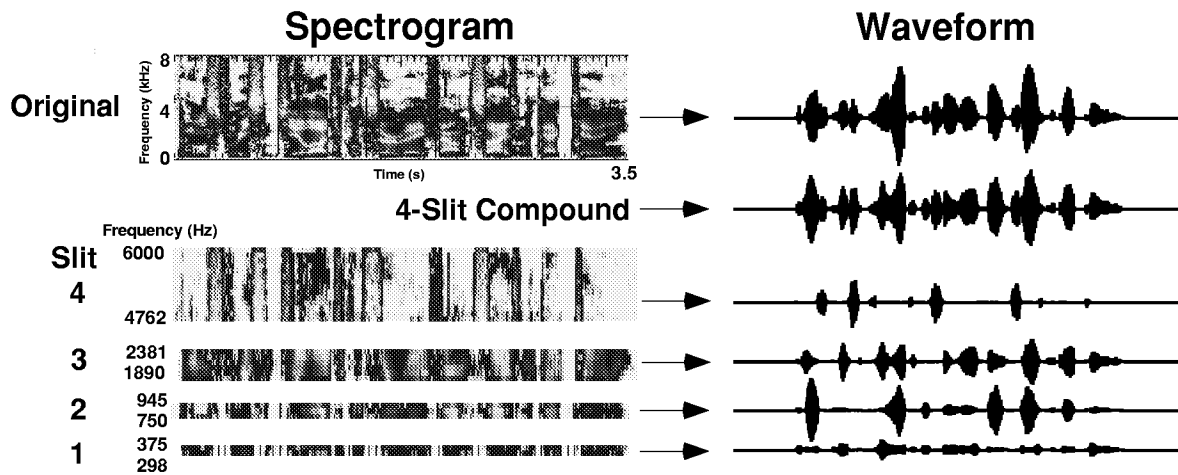 Spectrogram
Waveform
Original
Frequency (kHz)
8
4
0
Time (s)
3.5
4-Slit Compound
Frequency (Hz)
Slit
4
6000
4762
3
2381
1890
2
945
750
1
375
298